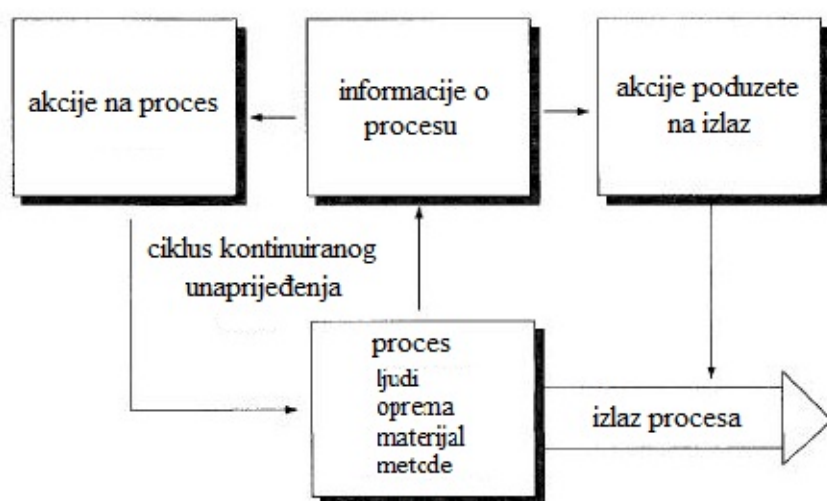 akcije na proces
informacije o
procesu
akcije poduzete
na izlaz
ciklus kontinuiranog
unaprijeđenja
proces
ljudi
oprema
materijal
metode
izlaz procesa